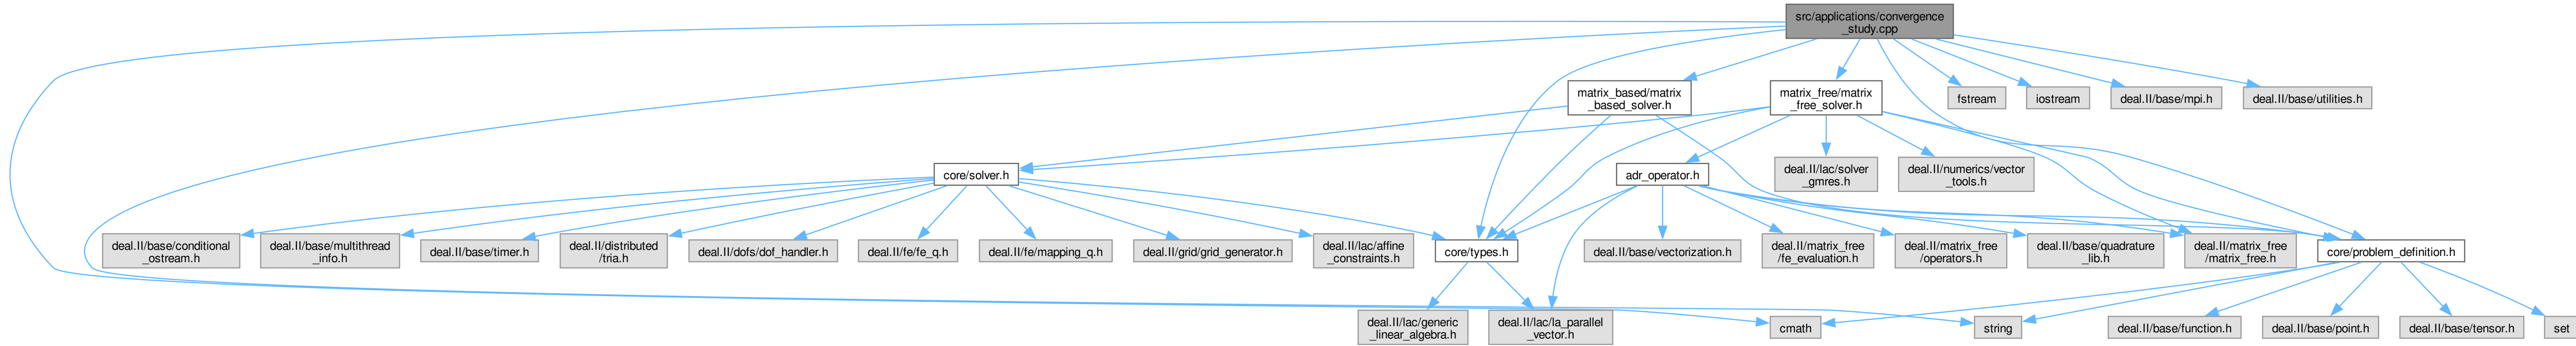 src/applications/convergence
_study.cpp
matrix_based/matrix
_based_solver.h
matrix_free/matrix
_free_solver.h
fstream
iostream
deal.II/base/mpi.h
deal.II/base/utilities.h
core/solver.h
adr_operator.h
deal.II/lac/solver
_gmres.h
deal.II/numerics/vector
_tools.h
deal.II/base/conditional
_ostream.h
deal.II/base/multithread
_info.h
deal.II/base/timer.h
deal.II/distributed
/tria.h
deal.II/dofs/dof_handler.h
deal.II/fe/fe_q.h
deal.II/fe/mapping_q.h
deal.II/grid/grid_generator.h
deal.II/lac/affine
_constraints.h
core/types.h
deal.II/base/vectorization.h
deal.II/matrix_free
/fe_evaluation.h
deal.II/matrix_free
/operators.h
deal.II/base/quadrature
_lib.h
deal.II/matrix_free
/matrix_free.h
core/problem_definition.h
deal.II/lac/generic
_linear_algebra.h
deal.II/lac/la_parallel
_vector.h
cmath
string
deal.II/base/function.h
deal.II/base/point.h
deal.II/base/tensor.h
set